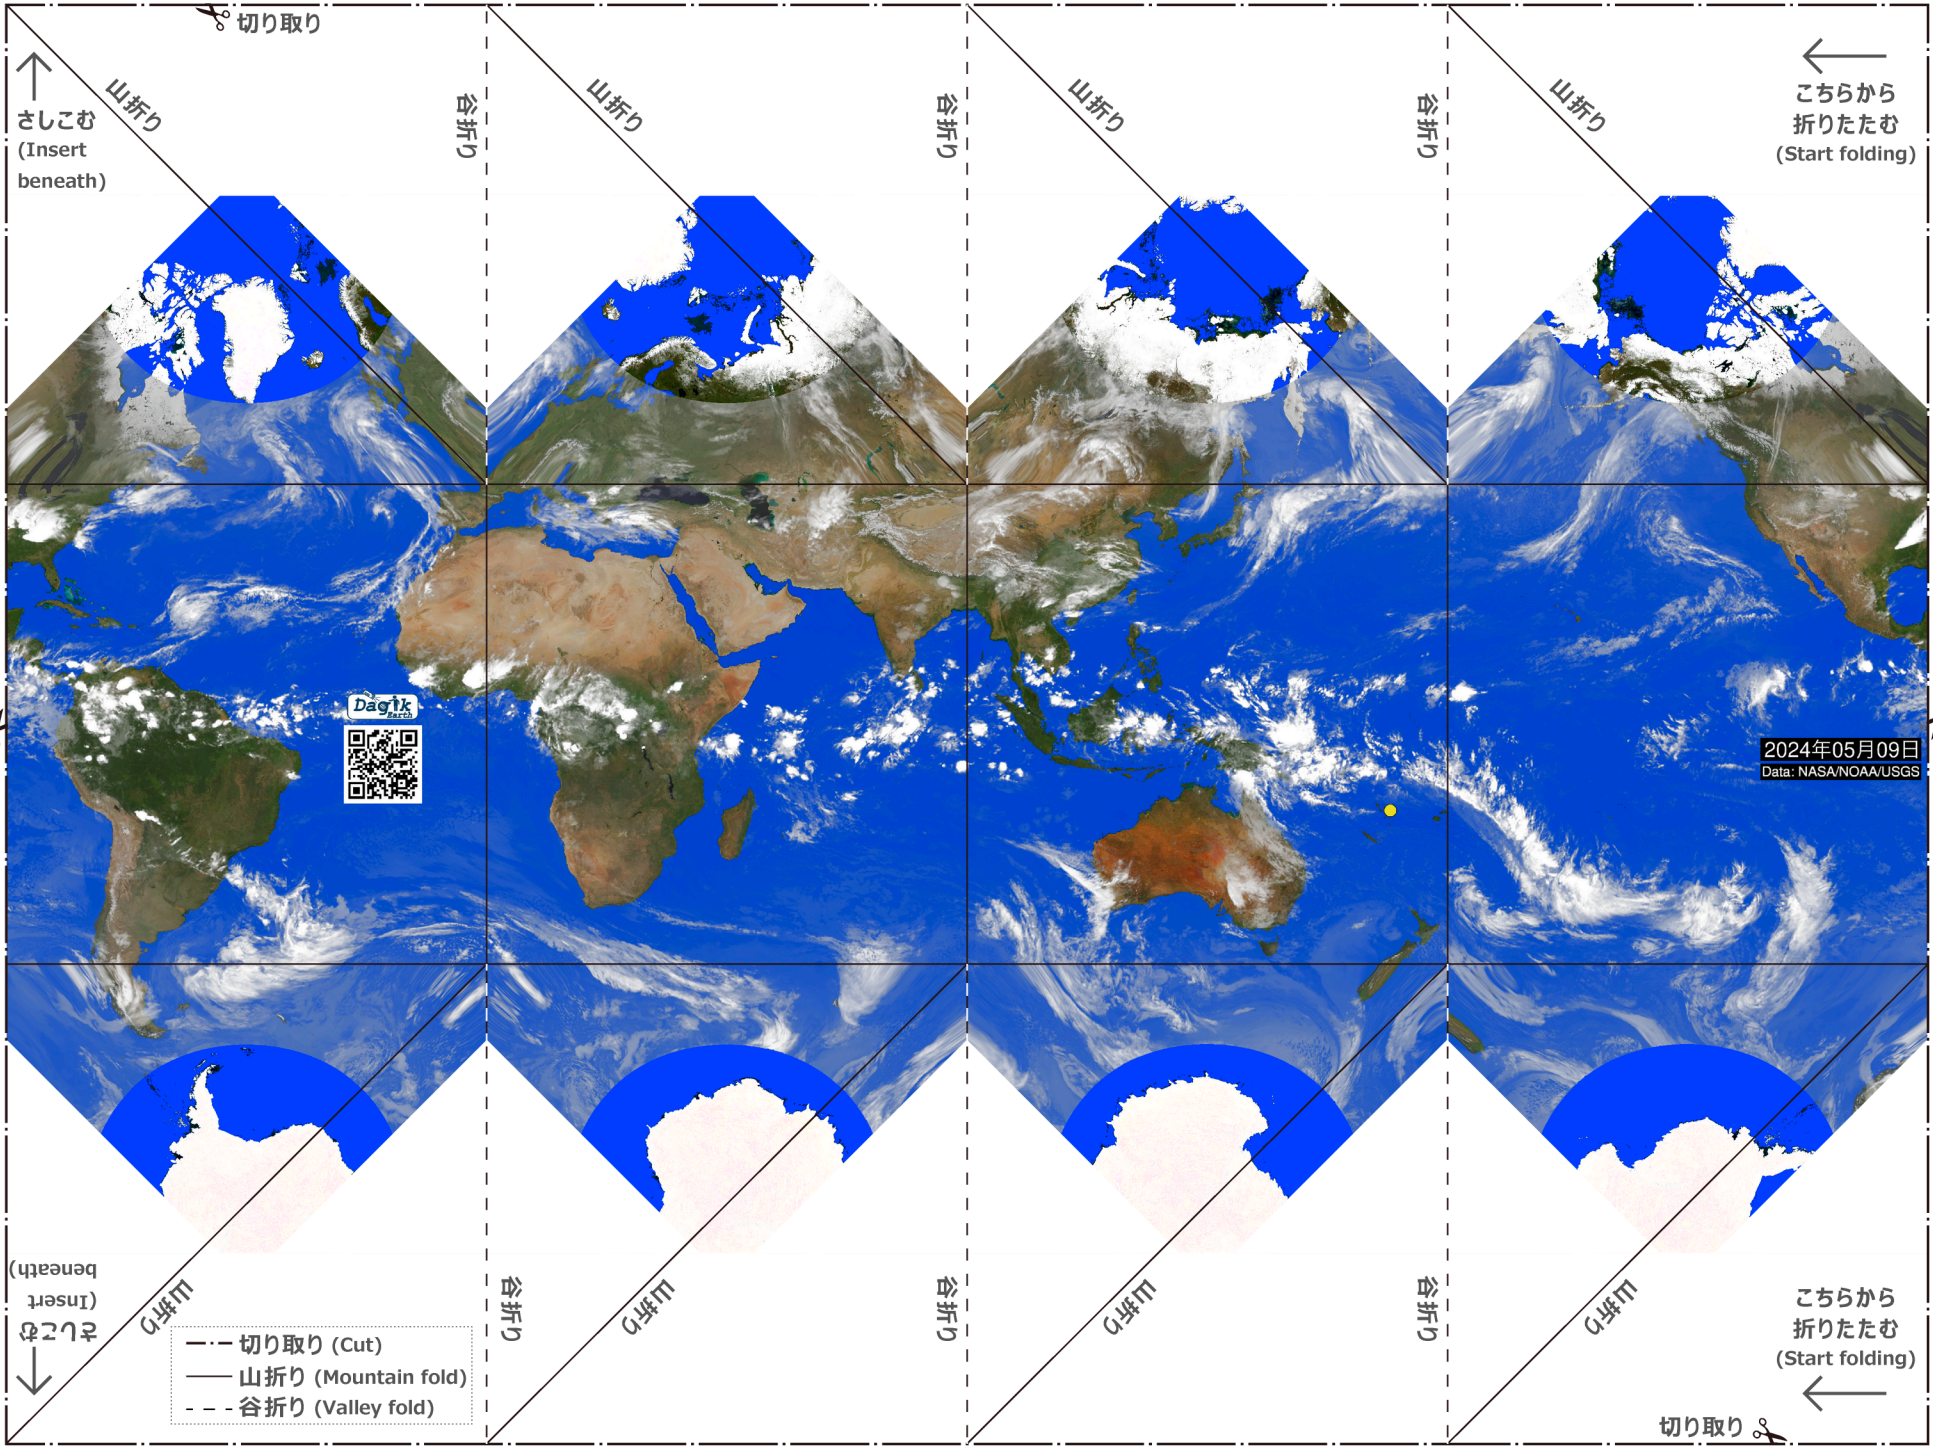 切り取り
山折り
谷折り
山折り
谷折り
山折り
谷折り
山折り
さしこむ
(Insert
beneath)
こちらから
折りたたむ
(Start folding)
Dagik
Earth
2024年05月09日
Data: NASA/NOAA/USGS
さしこむ
(Insert
beneath)
山折り
谷折り
山折り
谷折り
山折り
谷折り
山折り
切り取り (Cut)
山折り (Mountain fold)
谷折り (Valley fold)
こちらから
折りたたむ
(Start folding)
切り取り